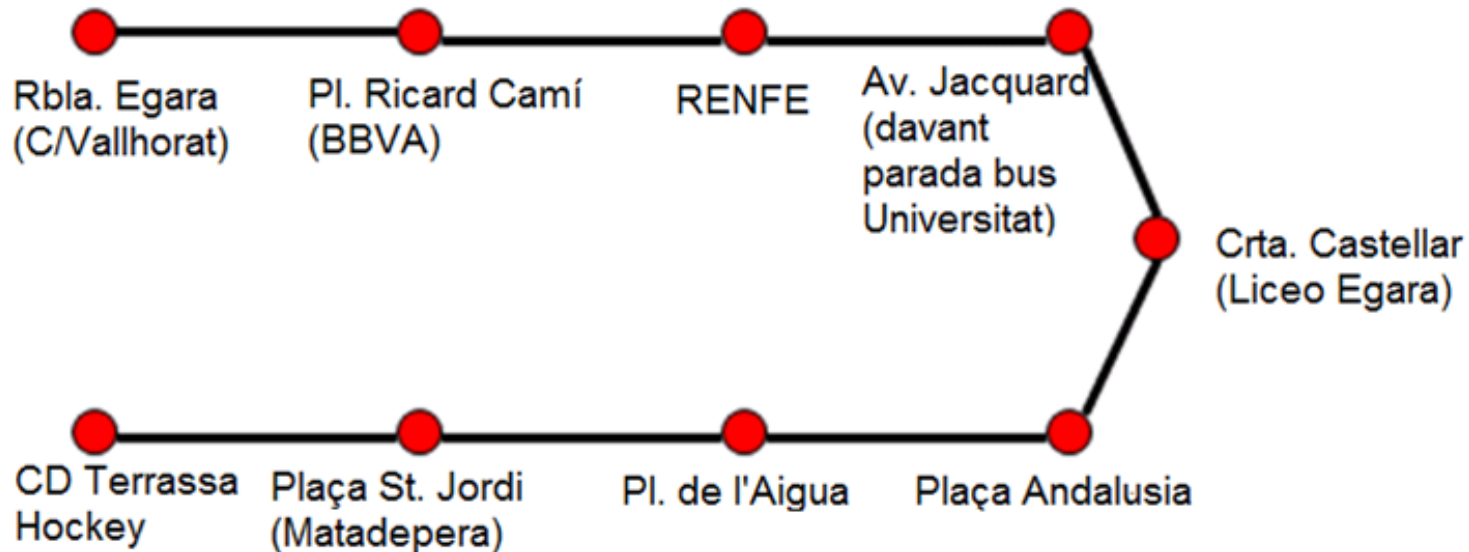 Rbla. Egara
(C/Vallhorat)
Pl. Ricard Camí
(BBVA)
RENFE
Av. Jacquard
(davant
parada bus
Universitat)
Crta. Castellar
(Liceo Egara)
CD Terrassa
Hockey
Plaça St. Jordi
(Matadepera)
Pl. de l'Aigua
Plaça Andalusia